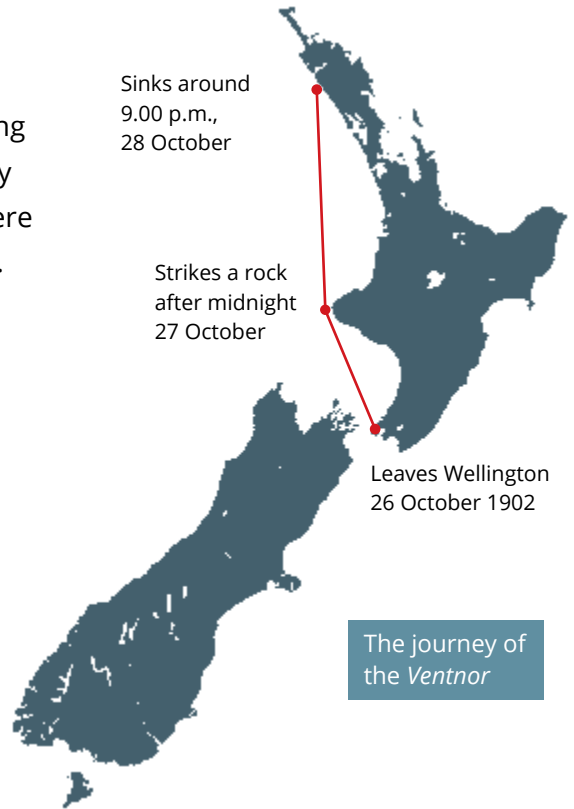 Sinks around
9.00 p.m.,
28 October
Strikes a rock
after midnight
27 October
Leaves Wellington
26 October 1902
The journey of
the Ventnor